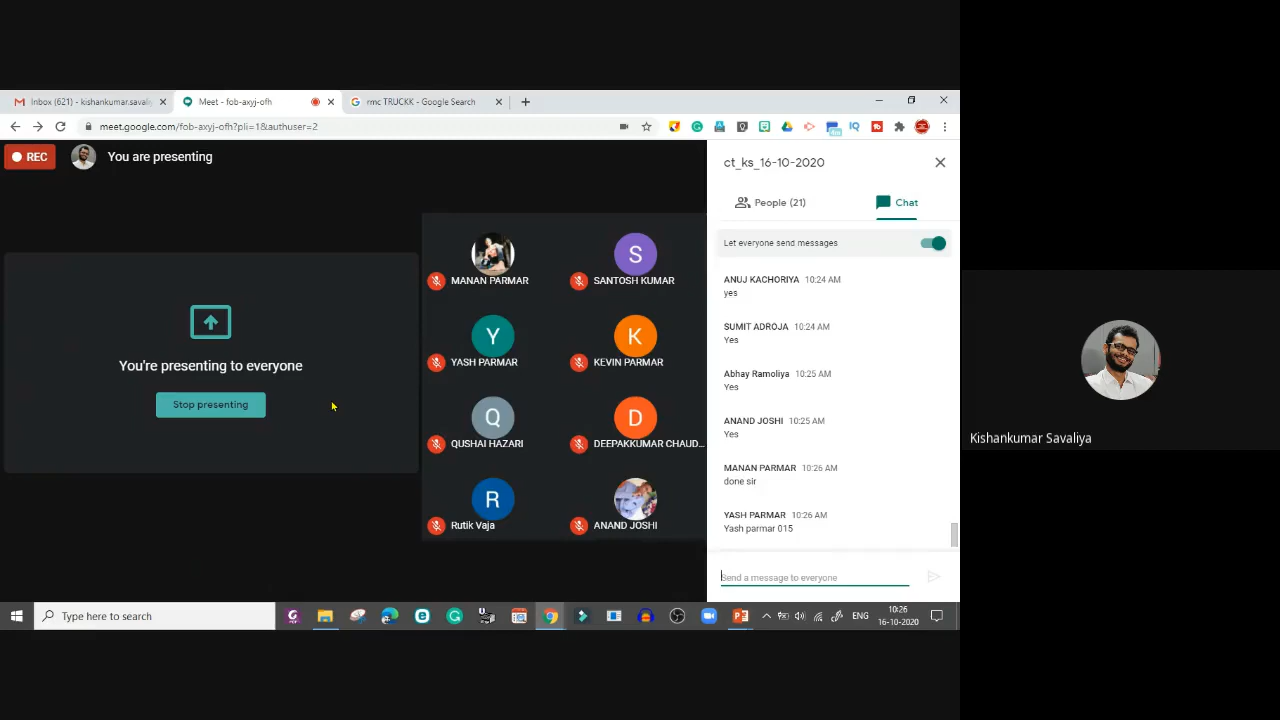 Inbox (621) - kishankumar.savaliy
Meet - fob-axyj-ofh
rmc TRUCKK - Google Search
meet.google.com/fob-axyj-ofh?pli=1&authuser=2
REC
You are presenting
You're presenting to everyone
Stop presenting
MANAN PARMAR
S
SANTOSH KUMAR
Y
YASH PARMAR
K
KEVIN PARMAR
Q
QUSHAI HAZARI
D
DEEPAKKUMAR CHAUD...
R
Rutik Vaja
ANAND JOSHI
ct_ks_16-10-2020
People (21)
Chat
Let everyone send messages
ANUJ KACHORIYA 10:24 AM
yes
SUMIT ADROJA 10:24 AM
Yes
Abhay Ramoliya 10:25 AM
Yes
ANAND JOSHI 10:25 AM
Yes
MANAN PARMAR 10:26 AM
done sir
YASH PARMAR 10:26 AM
Yash parmar 015
Send a message to everyone
Type here to search
ENG
10:26
16-10-2020
Kishankumar Savaliya